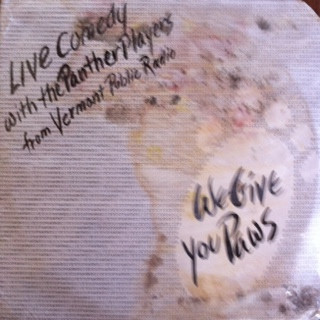 Live Comedy
with the Panther Players
from Vermont Public Radio
We Give
You Paws